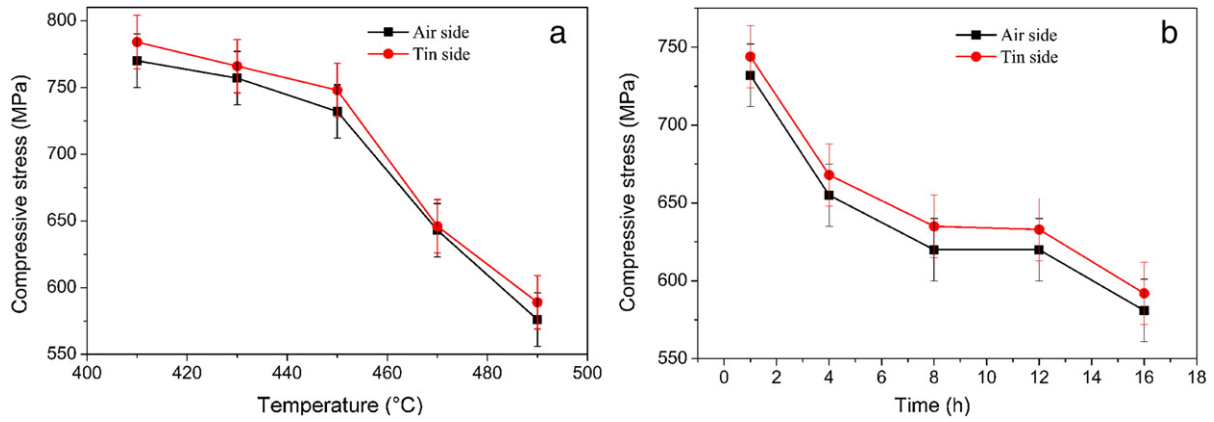 800
750
700
650
600
550
400
420
440
460
480
500
Compressive stress (MPa)
Temperature (°C)
Air side
Tin side
a
750
700
650
600
550
0
2
4
6
8
10
12
14
16
18
Compressive stress (MPa)
Time (h)
Air side
Tin side
b